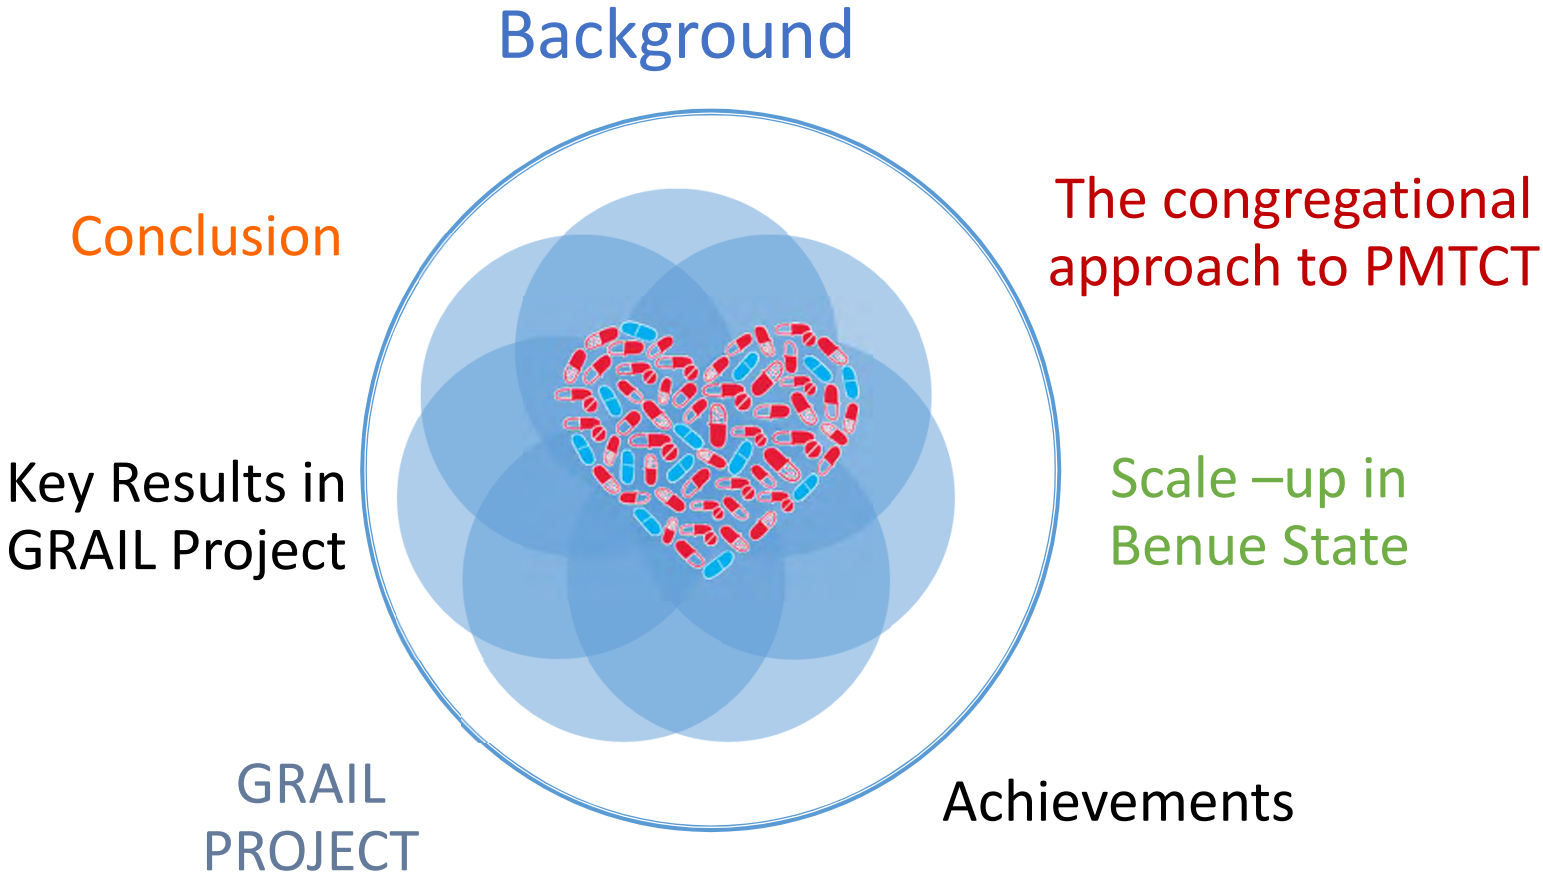 Background
The congregational
approach to PMTCT
Scale –up in
Benue State
Achievements
GRAIL
PROJECT
Key Results in
GRAIL Project
Conclusion